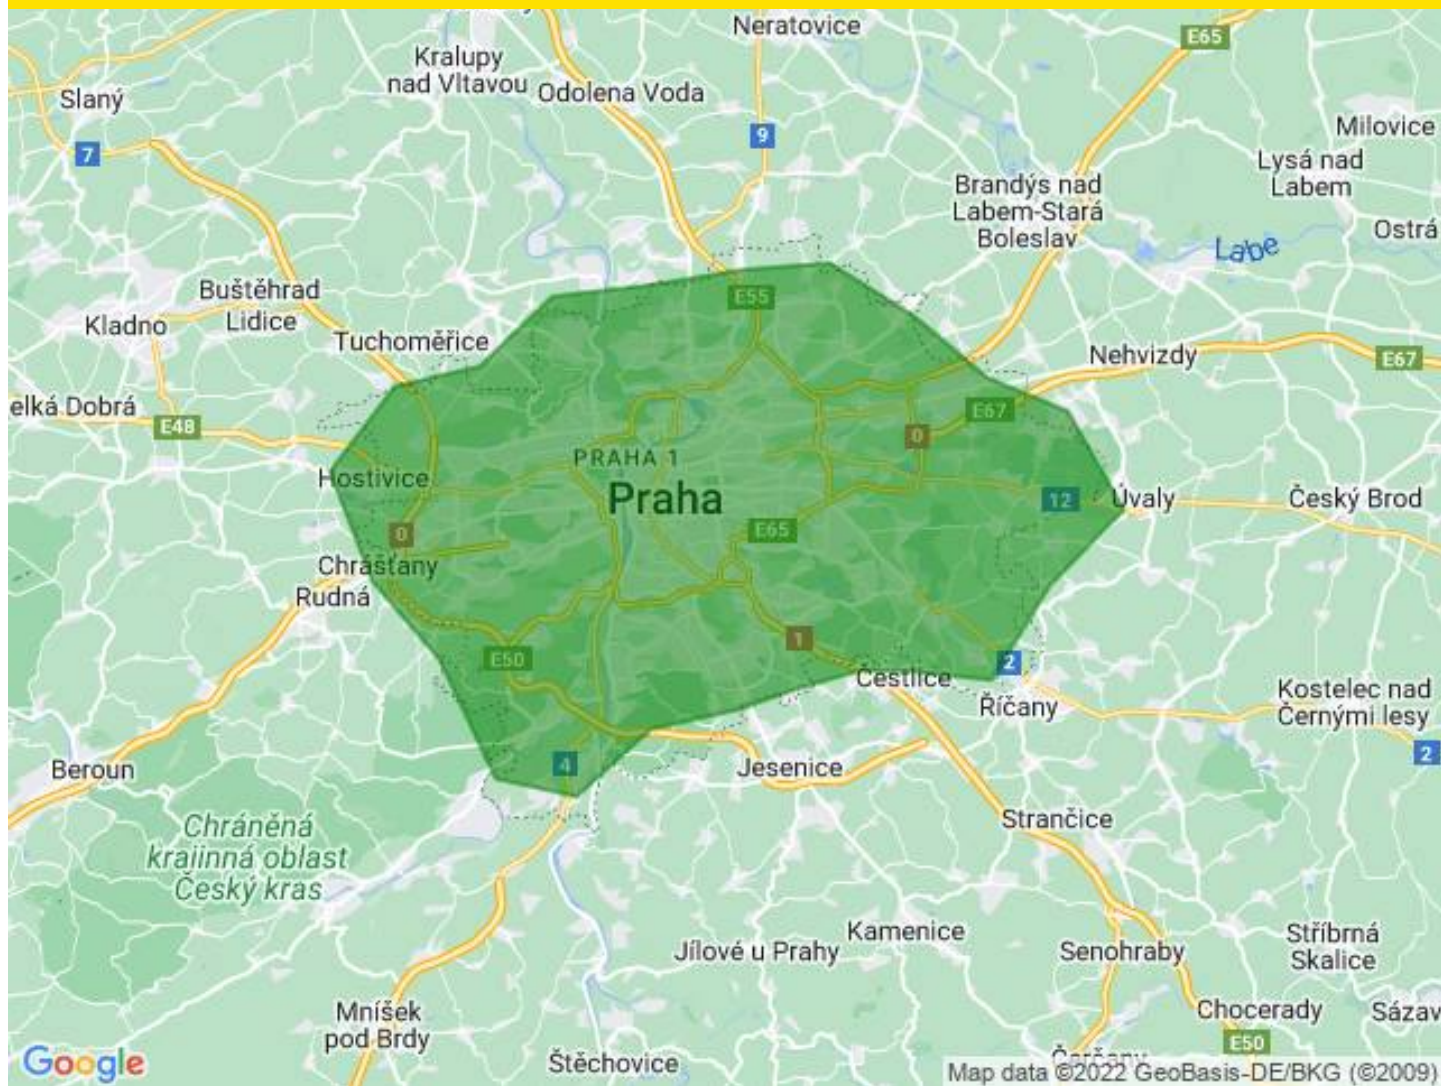 Neratovice
E65
Kralupy
nad Vltavou
Odolena Voda
Slaný
9
Milovice
7
Lysá nad
Labem
Brandýs nad
Labem-Stará
Boleslav
Ostrá
Labe
Buštěhrad
Lidice
E55
Kladno
Tuchoměřice
Nehvizdy
E67
elká Dobrá
E48
E67
0
PRAHA 1
Hostivice
Praha
12
Úvaly
Český Brod
0
E65
Chrášťany
Rudná
1
E50
2
Čestlice
Říčany
Kostelec nad
Černými lesy
2
4
Beroun
Jesenice
Chráněná
krajinná oblast
Český kras
Strančice
Kamenice
Jílové u Prahy
Senohraby
Stříbrná
Skalice
Mníšek
pod Brdy
Chocerady
Sázav
E50
Štěchovice
Čerčany
Google
Map data ©2022 GeoBasis-DE/BKG (©2009)